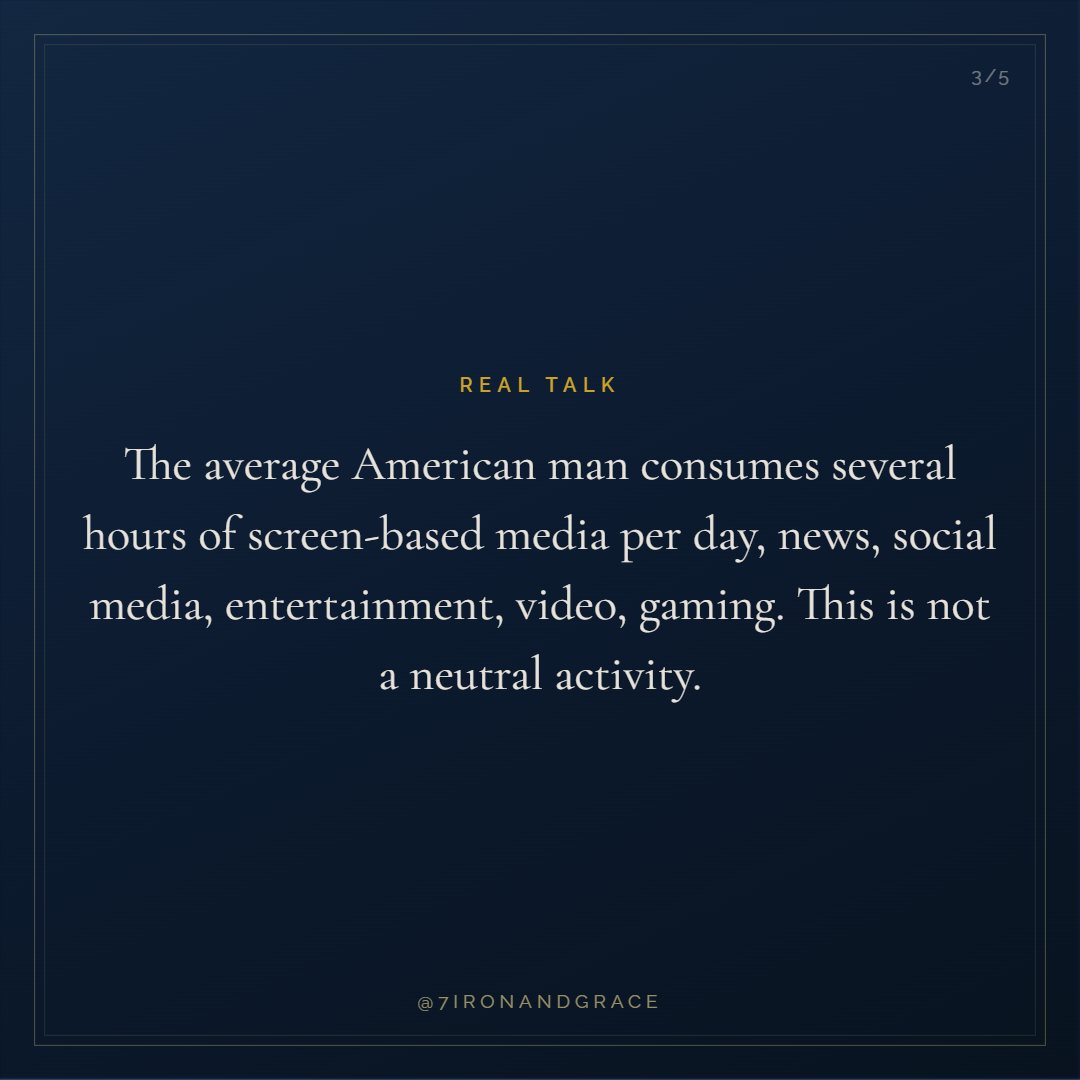 3/5
REAL TALK
The average American man consumes several
hours of screen-based media per day, news, social
media, entertainment, video, gaming. This is not
a neutral activity.
@7IRONANDGRACE